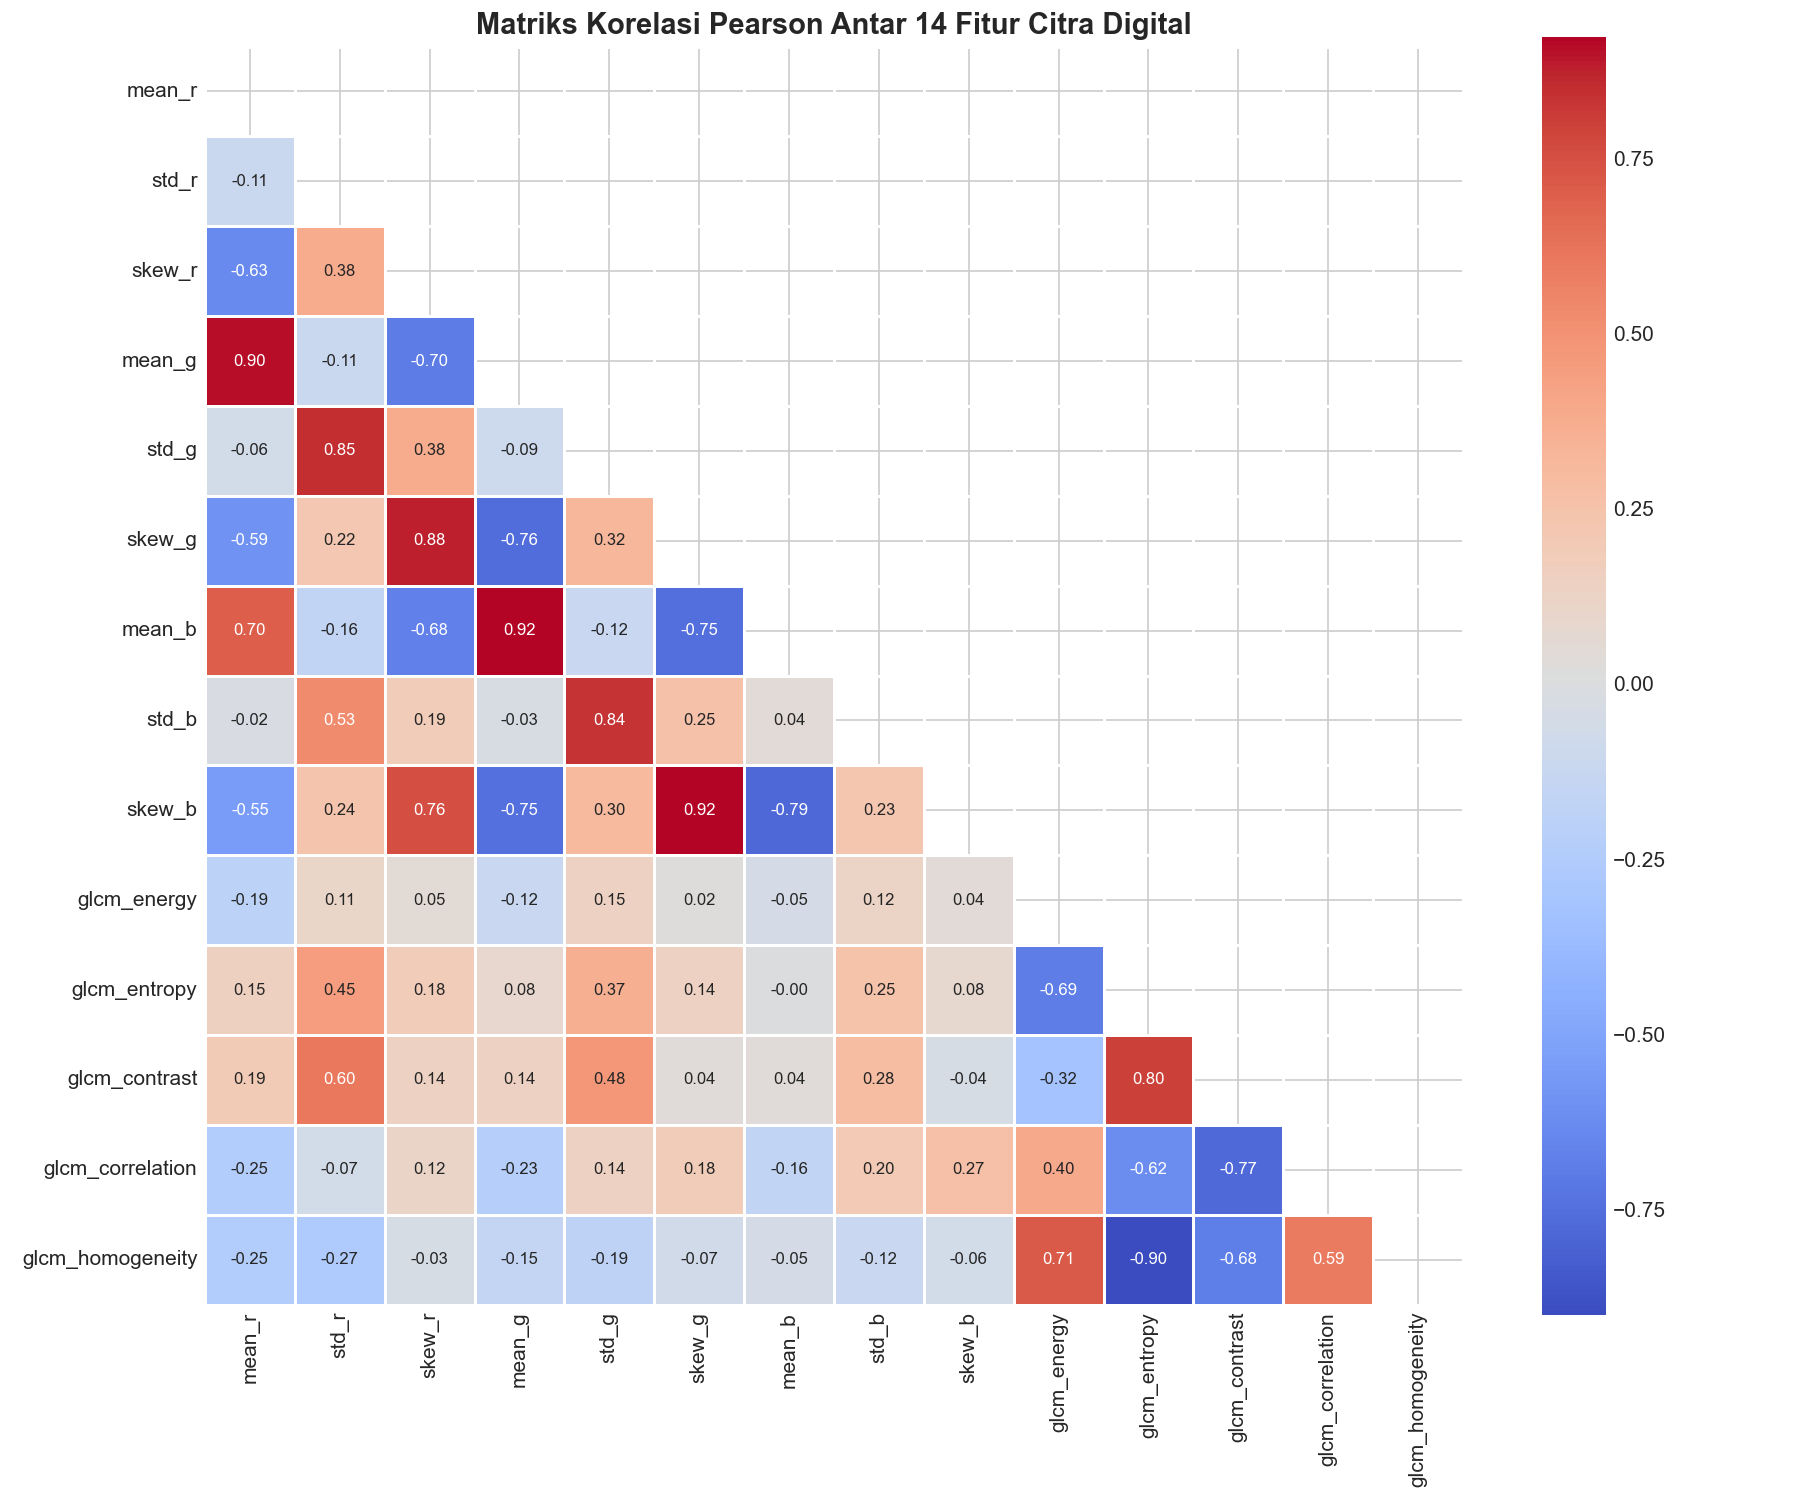 Matriks Korelasi Pearson Antar 14 Fitur Citra Digital
mean_r
std_r -0.11
skew_r -0.63 0.38
mean_g 0.90 -0.11 -0.70
std_g -0.06 0.85 0.38 -0.09
skew_g -0.59 0.22 0.88 -0.76 0.32
mean_b 0.70 -0.16 -0.68 0.92 -0.12 -0.75
std_b -0.02 0.53 0.19 -0.03 0.84 0.25 0.04
skew_b -0.55 0.24 0.76 -0.75 0.30 0.92 -0.79 0.23
glcm_energy -0.19 0.11 0.05 -0.12 0.15 0.02 -0.05 0.12 0.04
glcm_entropy 0.15 0.45 0.18 0.08 0.37 0.14 -0.00 0.25 0.08 -0.69
glcm_contrast 0.19 0.60 0.14 0.14 0.48 0.04 0.04 0.28 -0.04 -0.32 0.80
glcm_correlation -0.25 -0.07 0.12 -0.23 0.14 0.18 -0.16 0.20 0.27 0.40 -0.62 -0.77
glcm_homogeneity -0.25 -0.27 -0.03 -0.15 -0.19 -0.07 -0.05 -0.12 -0.06 0.71 -0.90 -0.68 0.59
mean_r std_r skew_r mean_g std_g skew_g mean_b std_b skew_b glcm_energy glcm_entropy glcm_contrast glcm_correlation glcm_homogeneity
0.75
0.50
0.25
0.00
−0.25
−0.50
−0.75